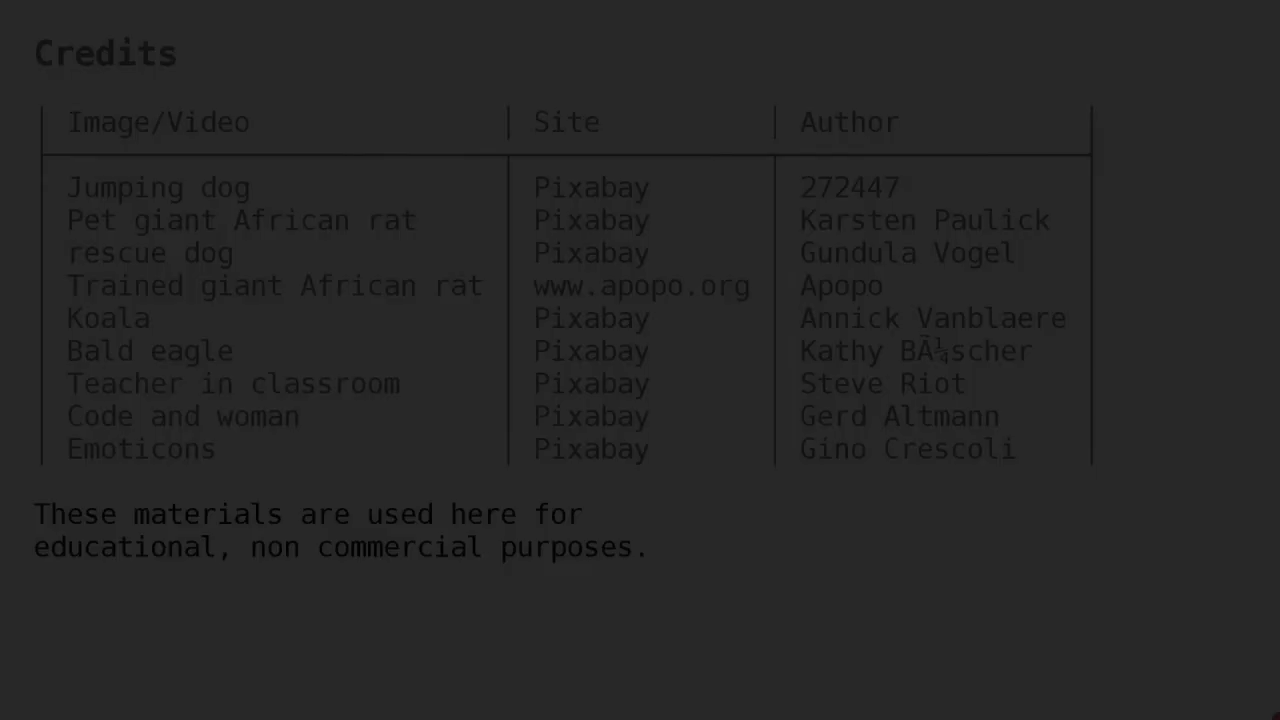 Credits
Image/Video Site Author
Jumping dog Pixabay 272447
Pet giant African rat Pixabay Karsten Paulick
rescue dog Pixabay Gundula Vogel
Trained giant African rat www.apopo.org Apopo
Koala Pixabay Annick Vanblaere
Bald eagle Pixabay Kathy BÃ¼scher
Teacher in classroom Pixabay Steve Riot
Code and woman Pixabay Gerd Altmann
Emoticons Pixabay Gino Crescoli
These materials are used here for
educational, non commercial purposes.